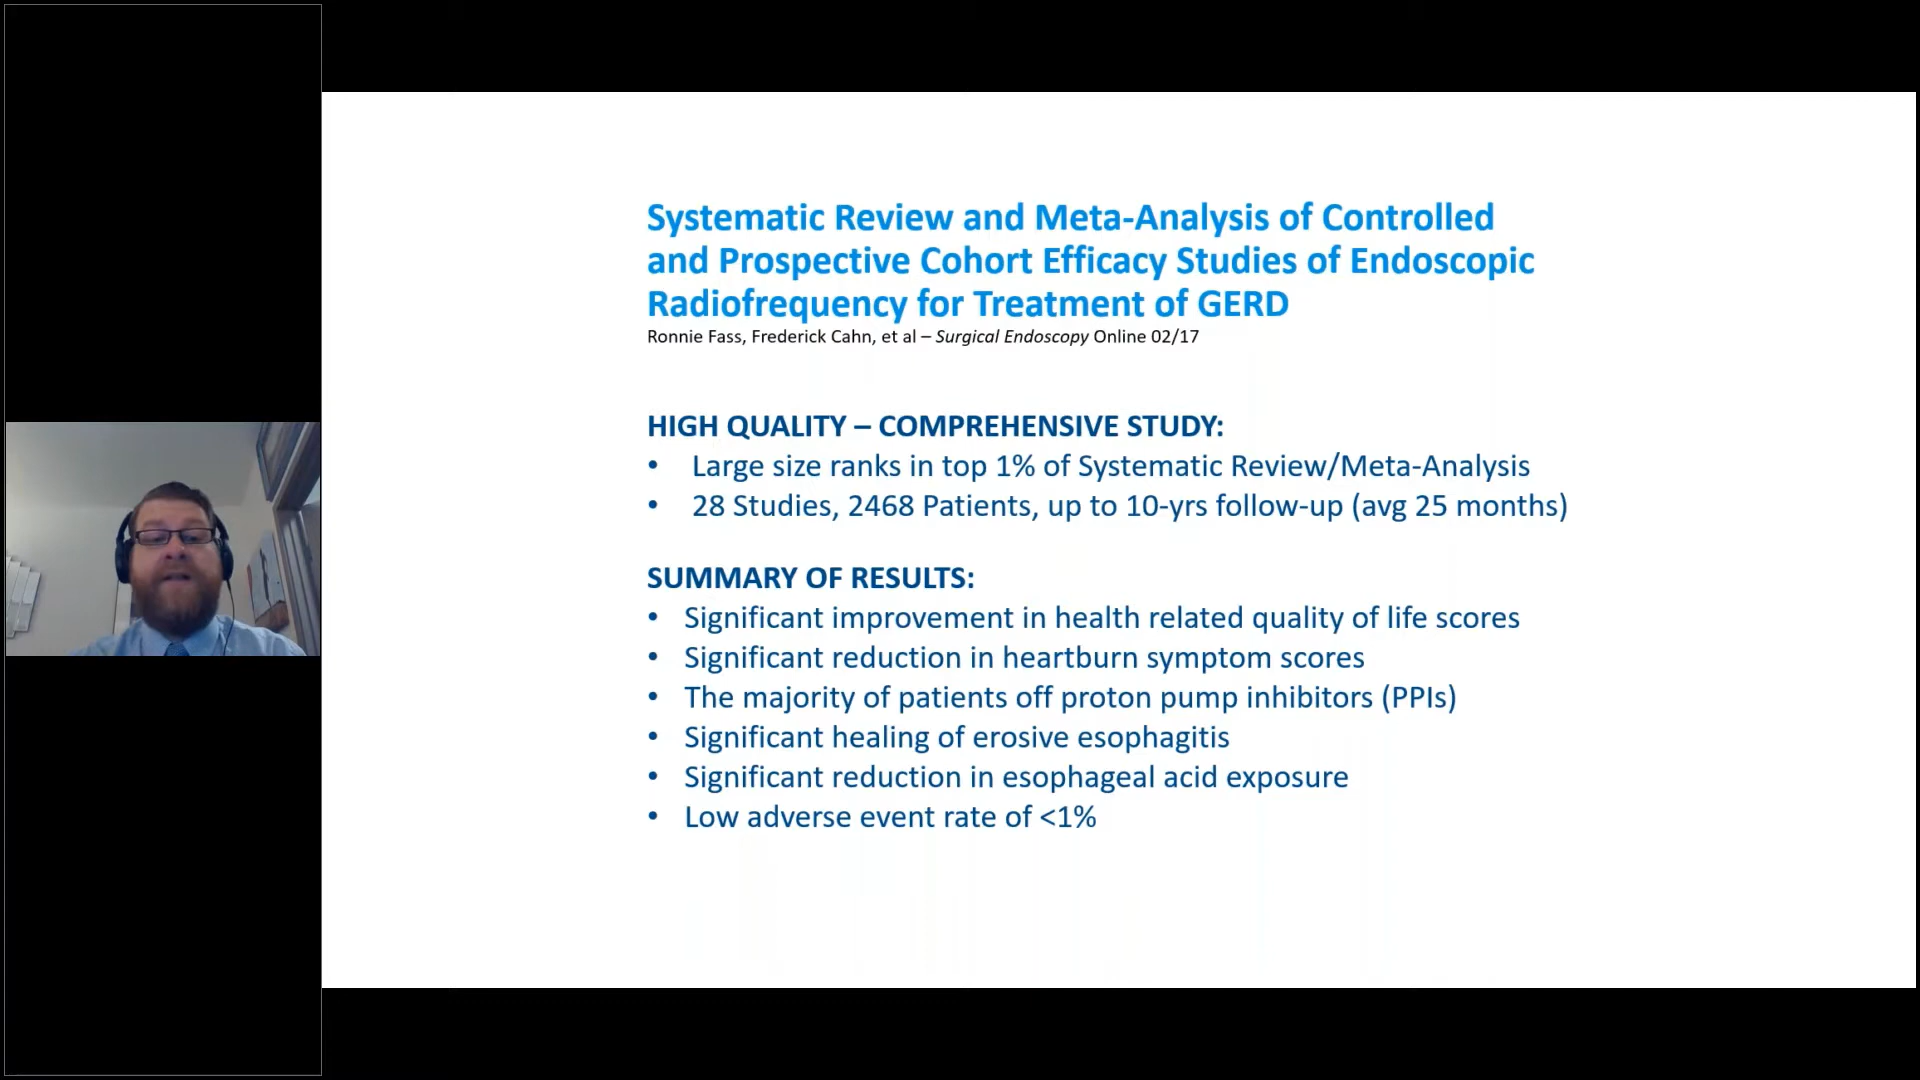 Systematic Review and Meta-Analysis of Controlled
and Prospective Cohort Efficacy Studies of Endoscopic
Radiofrequency for Treatment of GERD
Ronnie Fass, Frederick Cahn, et al – Surgical Endoscopy Online 02/17
HIGH QUALITY – COMPREHENSIVE STUDY:
• Large size ranks in top 1% of Systematic Review/Meta-Analysis
• 28 Studies, 2468 Patients, up to 10-yrs follow-up (avg 25 months)
SUMMARY OF RESULTS:
• Significant improvement in health related quality of life scores
• Significant reduction in heartburn symptom scores
• The majority of patients off proton pump inhibitors (PPIs)
• Significant healing of erosive esophagitis
• Significant reduction in esophageal acid exposure
• Low adverse event rate of <1%